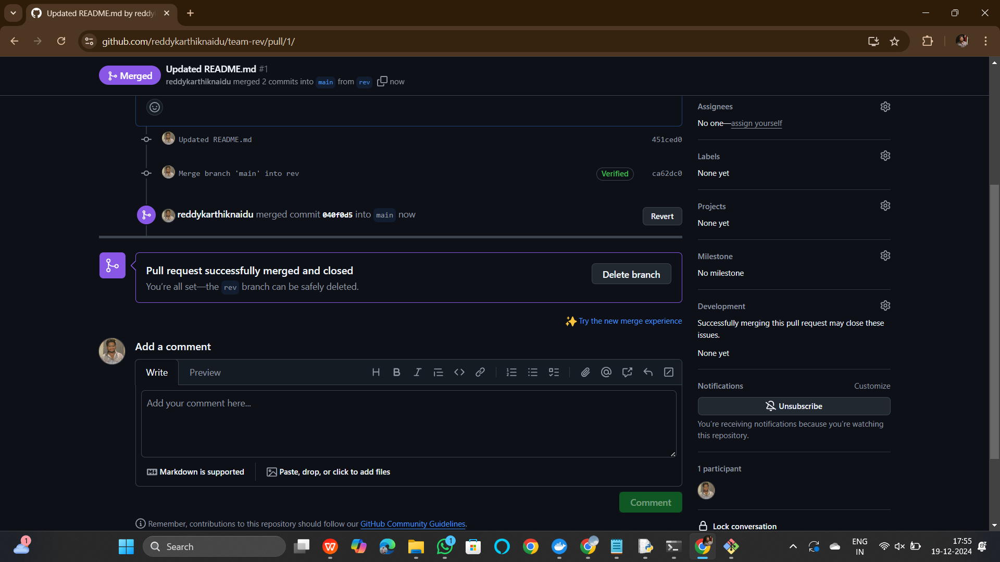 Updated README.md by reddy
github.com/reddykarthiknaidu/team-rev/pull/1/
Merged
Updated README.md #1
reddykarthiknaidu merged 2 commits into main from rev now
Updated README.md 451ced0
Merge branch 'main' into rev Verified ca62dc0
reddykarthiknaidu merged commit 040f0d5 into main now Revert
Pull request successfully merged and closed
You're all set—the rev branch can be safely deleted.
Delete branch
Try the new merge experience
Add a comment
Write Preview
Add your comment here...
Markdown is supported Paste, drop, or click to add files
Comment
Remember, contributions to this repository should follow our GitHub Community Guidelines.
Assignees
No one—assign yourself
Labels
None yet
Projects
None yet
Milestone
No milestone
Development
Successfully merging this pull request may close these
issues.
None yet
Notifications Customize
Unsubscribe
You're receiving notifications because you're watching
this repository.
1 participant
Lock conversation
1
Search
1
ENG
IN
17:55
19-12-2024